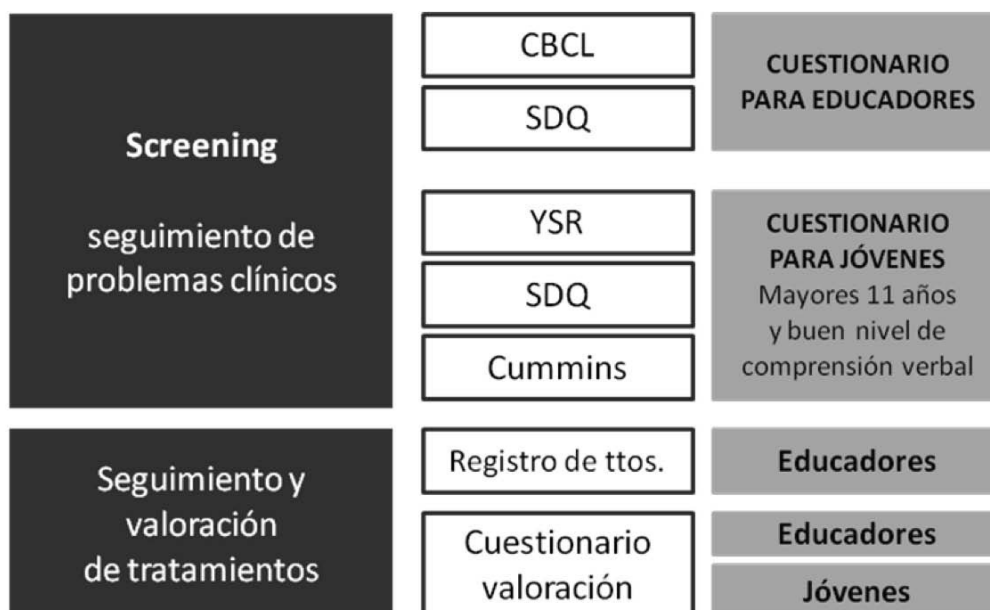 Screening
seguimiento de
problemas clínicos
CBCL
SDQ
CUESTIONARIO
PARA EDUCADORES
YSR
SDQ
Cummins
CUESTIONARIO
PARA JÓVENES
Mayores 11 años
y buen nivel de
comprensión verbal
Seguimiento y
valoración
de tratamientos
Registro de ttos.
Educadores
Cuestionario
valoración
Educadores
Jóvenes